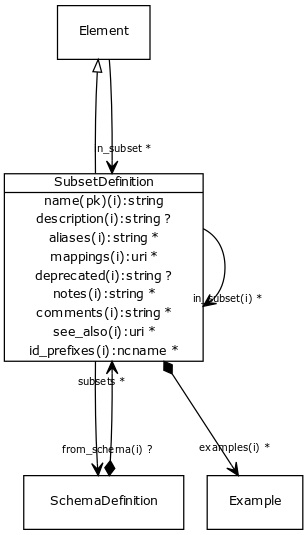 Element
in_subset *
SubsetDefinition
name(pk)(i):string
description(i):string ?
aliases(i):string *
mappings(i):uri *
deprecated(i):string ?
notes(i):string *
comments(i):string *
see_also(i):uri *
id_prefixes(i):ncname *
in_subset(i) *
subsets *
from_schema(i) ?
examples(i) *
SchemaDefinition
Example